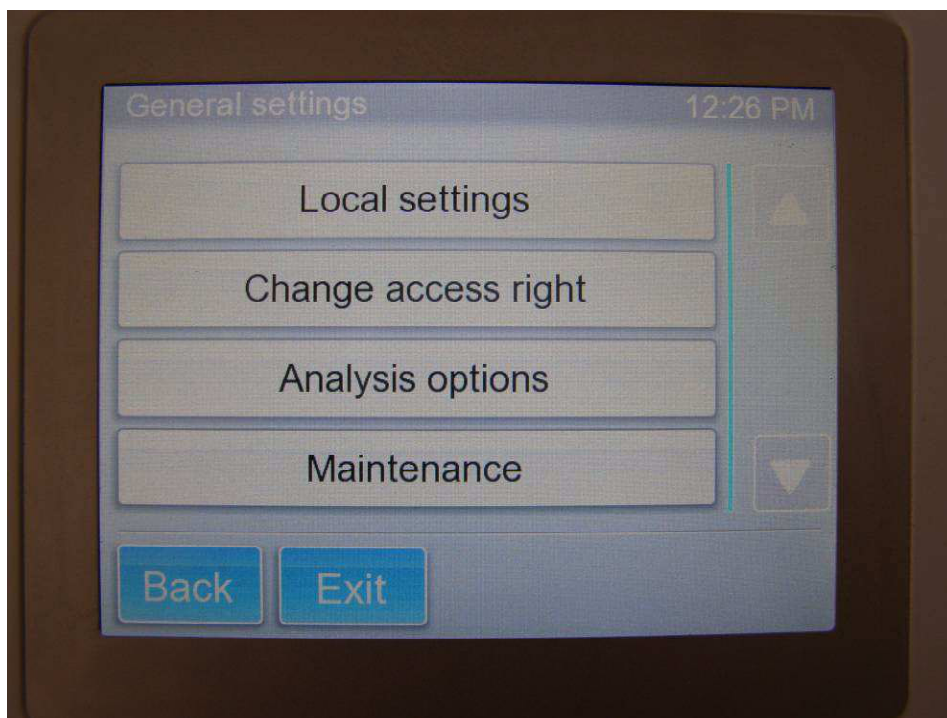 General settings 12:26 PM
Local settings
Change access right
Analysis options
Maintenance
Back Exit